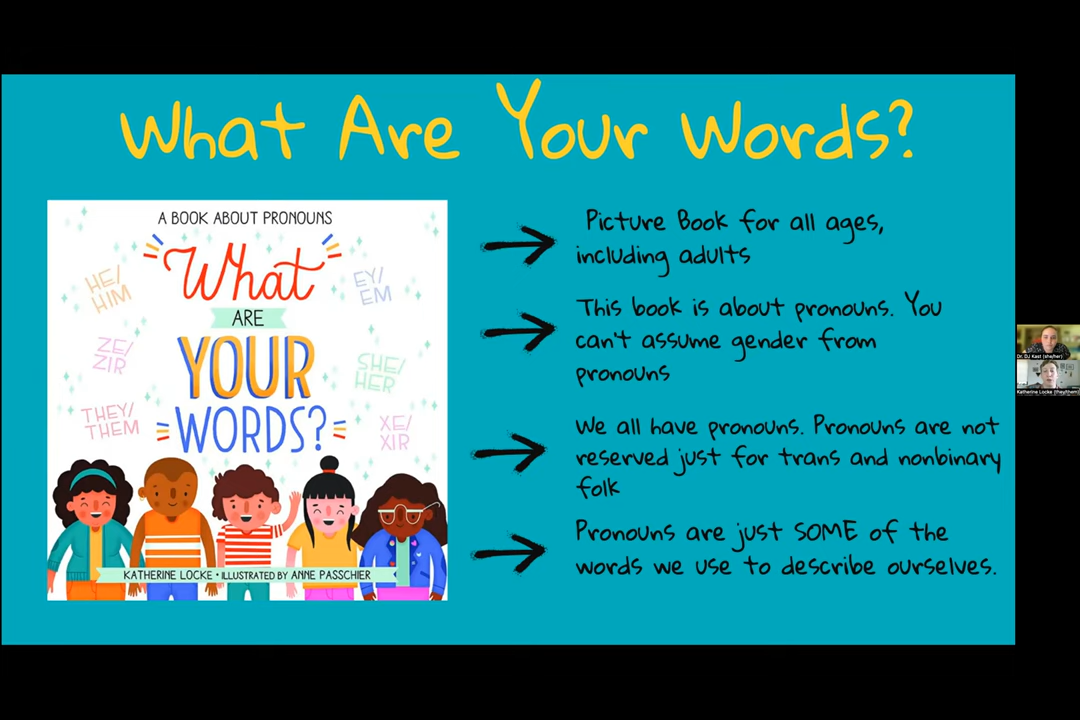 What Are Your Words?
A BOOK ABOUT PRONOUNS
What
ARE
YOUR
WORDS?
HE/
HIM
EY/
EM
ZE/
ZIR
SHE/
HER
THEY/
THEM
XE/
XIR
KATHERINE LOCKE • ILLUSTRATED BY ANNE PASSCHIER
Picture Book for all ages,
including adults
This book is about pronouns. You
can't assume gender from
pronouns
We all have pronouns. Pronouns are not
reserved just for trans and nonbinary
folk
Pronouns are just SOME of the
words we use to describe ourselves.
Dr. DJ Kast (she/her)
Katherine Locke (they/them)